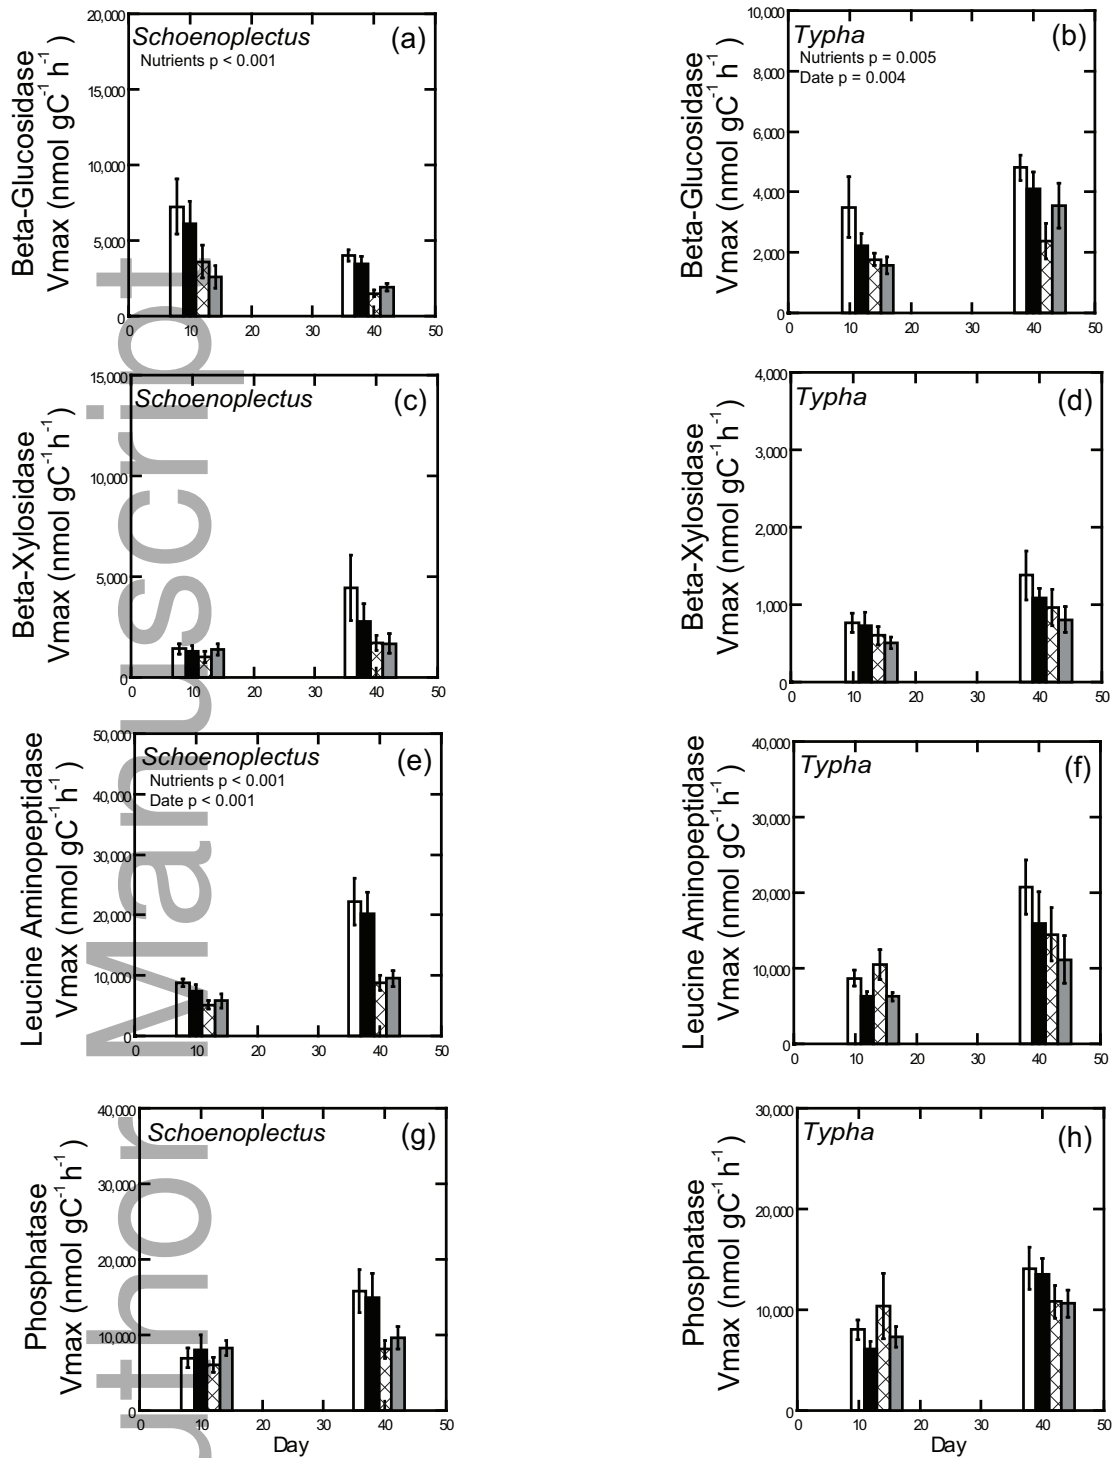 Schoenoplectus (a)
Nutrients p < 0.001
Beta-Glucosidase
Vmax (nmol gC⁻¹ h⁻¹)
20,000
15,000
10,000
5,000
0
0 10 20 30 40 50
Typha (b)
Nutrients p = 0.005
Date p = 0.004
Beta-Glucosidase
Vmax (nmol gC⁻¹ h⁻¹)
10,000
8,000
6,000
4,000
2,000
0
0 10 20 30 40 50
Schoenoplectus (c)
Beta-Xylosidase
Vmax (nmol gC⁻¹ h⁻¹)
15,000
10,000
5,000
0
0 10 20 30 40 50
Typha (d)
Beta-Xylosidase
Vmax (nmol gC⁻¹ h⁻¹)
4,000
3,000
2,000
1,000
0
0 10 20 30 40 50
Schoenoplectus (e)
Nutrients p < 0.001
Date p < 0.001
Leucine Aminopeptidase
Vmax (nmol gC⁻¹ h⁻¹)
50,000
40,000
30,000
20,000
10,000
0
0 10 20 30 40 50
Typha (f)
Leucine Aminopeptidase
Vmax (nmol gC⁻¹ h⁻¹)
40,000
30,000
20,000
10,000
0
0 10 20 30 40 50
Schoenoplectus (g)
Phosphatase
Vmax (nmol gC⁻¹ h⁻¹)
40,000
30,000
20,000
10,000
0
0 10 20 30 40 50
Day
Typha (h)
Phosphatase
Vmax (nmol gC⁻¹ h⁻¹)
30,000
20,000
10,000
0
0 10 20 30 40 50
Day
Author Manuscript